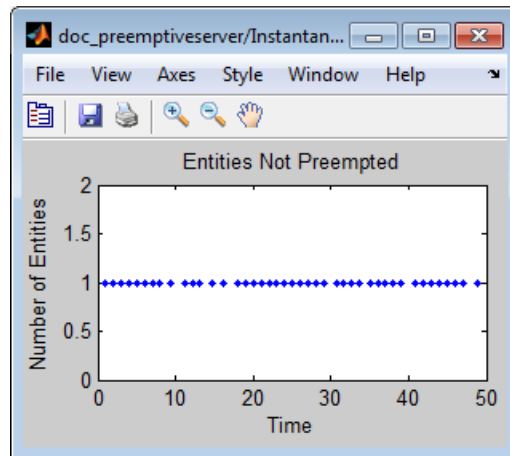 doc_preemptiveserver/Instantan...
File View Axes Style Window Help
Entities Not Preempted
Number of Entities
2
1.5
1
0.5
0
0 10 20 30 40 50
Time